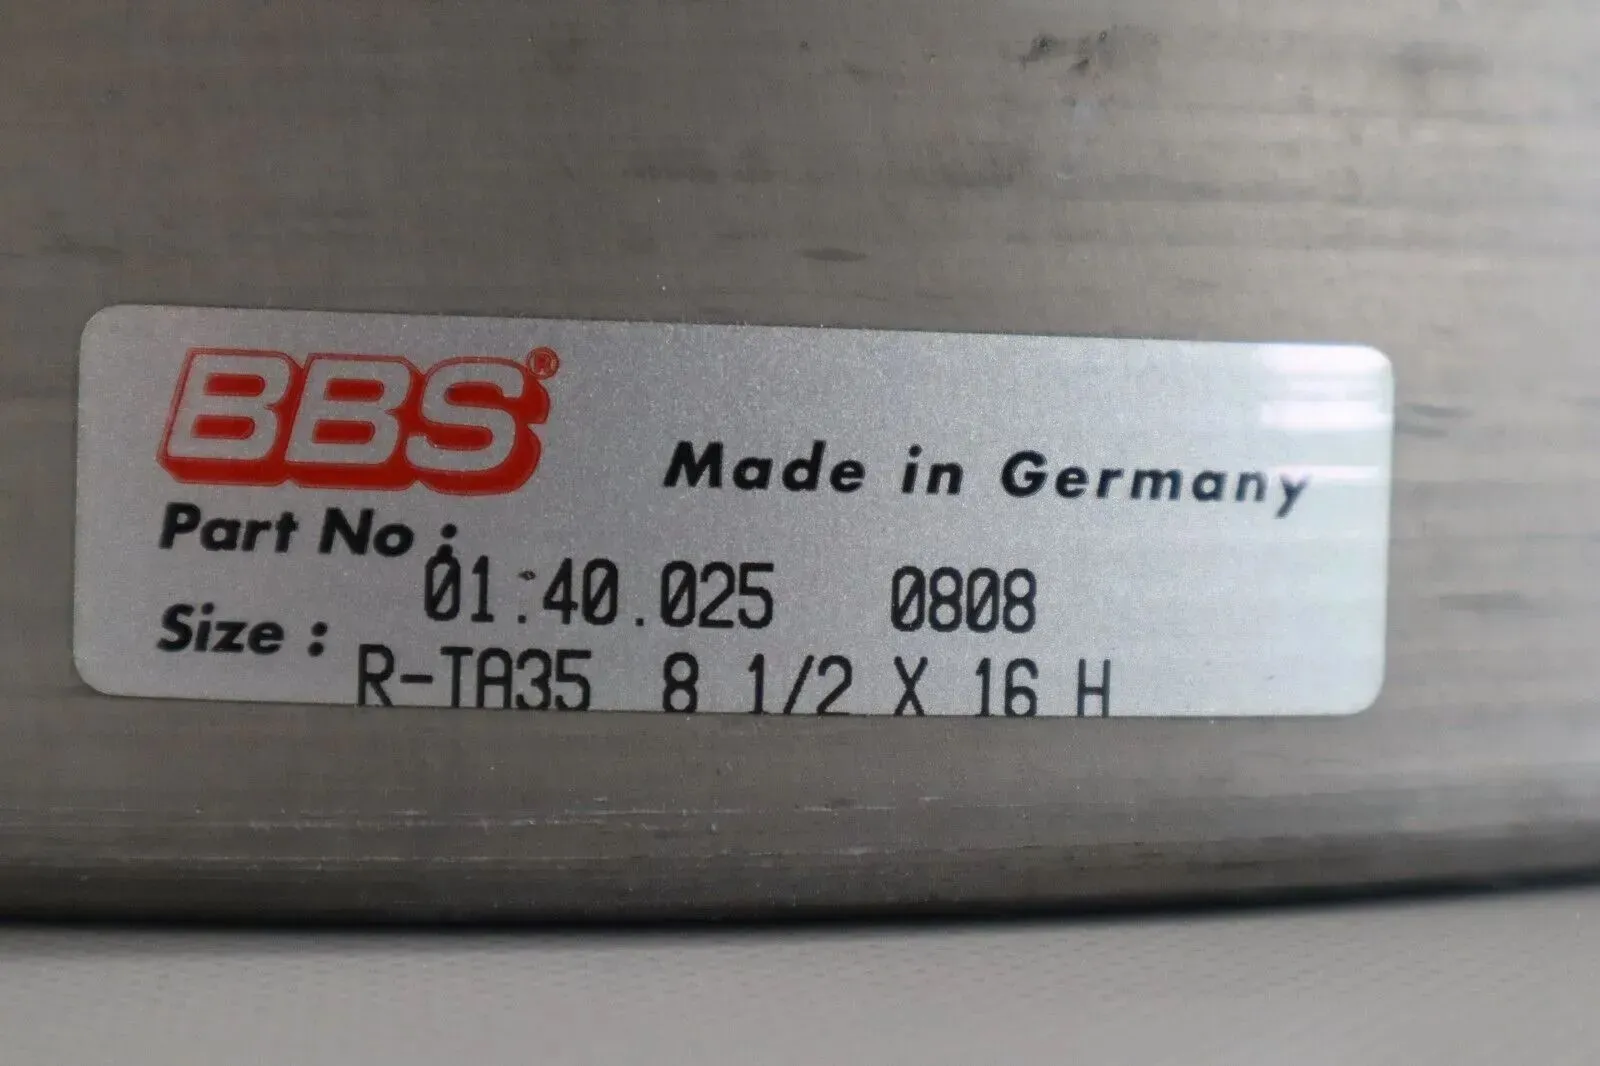 BBS®
Made in Germany
Part No : 01.40.025 0808
Size : R-TA35 8 1/2 X 16 H